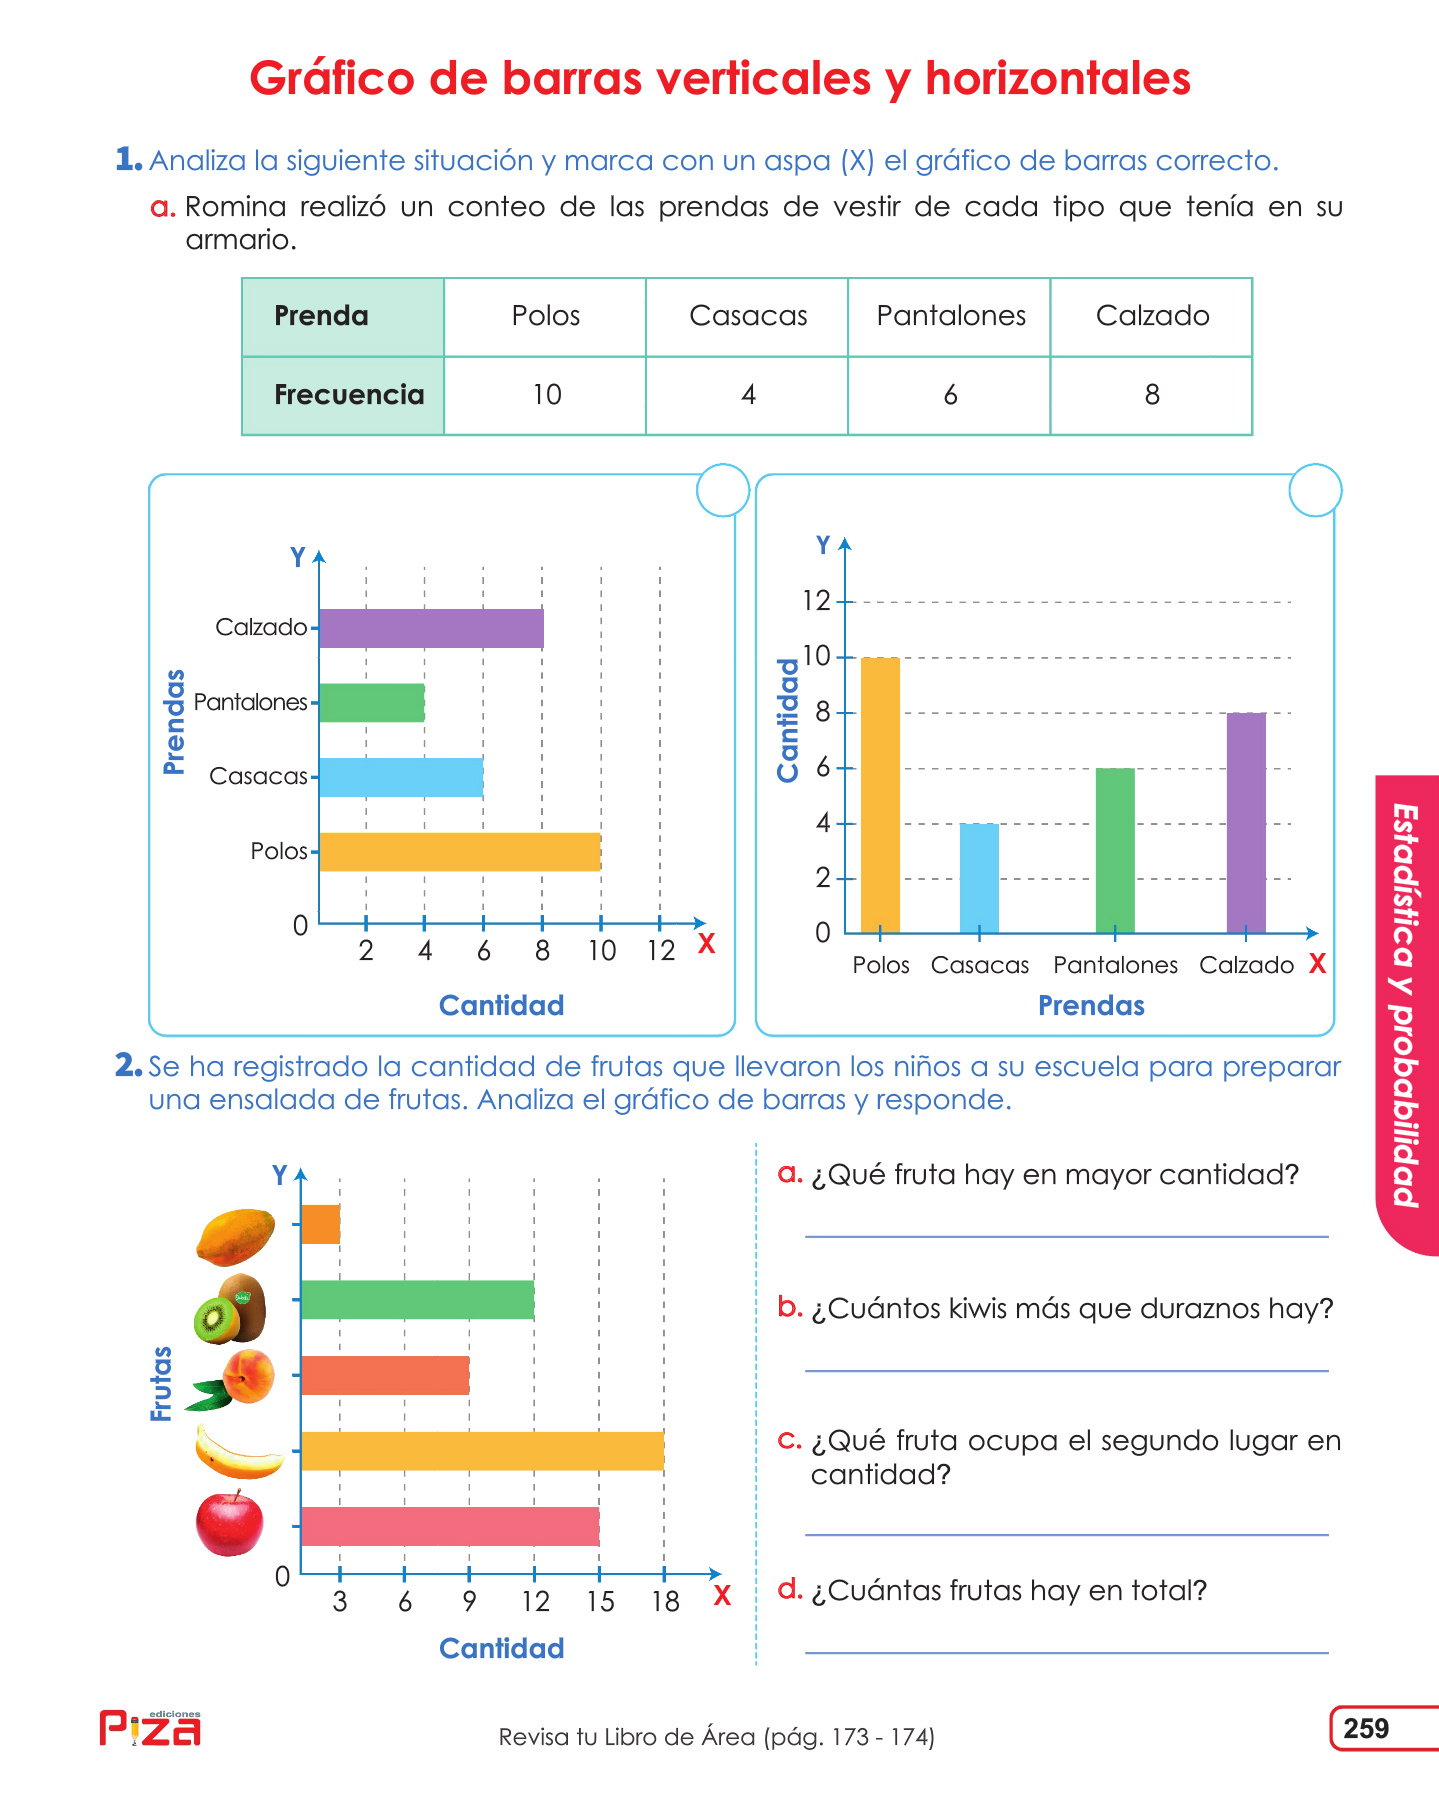 Gráfico de barras verticales y horizontales
1. Analiza la siguiente situación y marca con un aspa (X) el gráfico de barras correcto.
a. Romina realizó un conteo de las prendas de vestir de cada tipo que tenía en su
armario.
Prenda Polos Casacas Pantalones Calzado
Frecuencia 10 4 6 8
Y
Calzado
Pantalones
Casacas
Polos
Prendas
0
2 4 6 8 10 12 X
Cantidad
Y
12
10
8
6
4
2
0
Cantidad
Polos Casacas Pantalones Calzado X
Prendas
2. Se ha registrado la cantidad de frutas que llevaron los niños a su escuela para preparar
una ensalada de frutas. Analiza el gráfico de barras y responde.
Y
Frutas
0
3 6 9 12 15 18 X
Cantidad
a. ¿Qué fruta hay en mayor cantidad?
b. ¿Cuántos kiwis más que duraznos hay?
c. ¿Qué fruta ocupa el segundo lugar en
cantidad?
d. ¿Cuántas frutas hay en total?
Estadística y probabilidad
ediciones
Piza
Revisa tu Libro de Área (pág. 173 - 174)
259